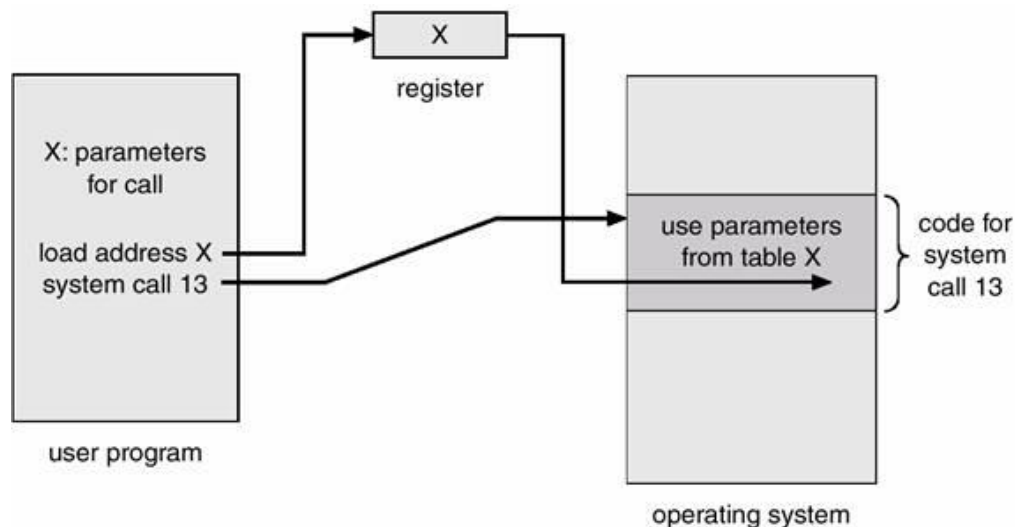 X
register
X: parameters
for call
load address X
system call 13
user program
use parameters
from table X
code for
system
call 13
operating system